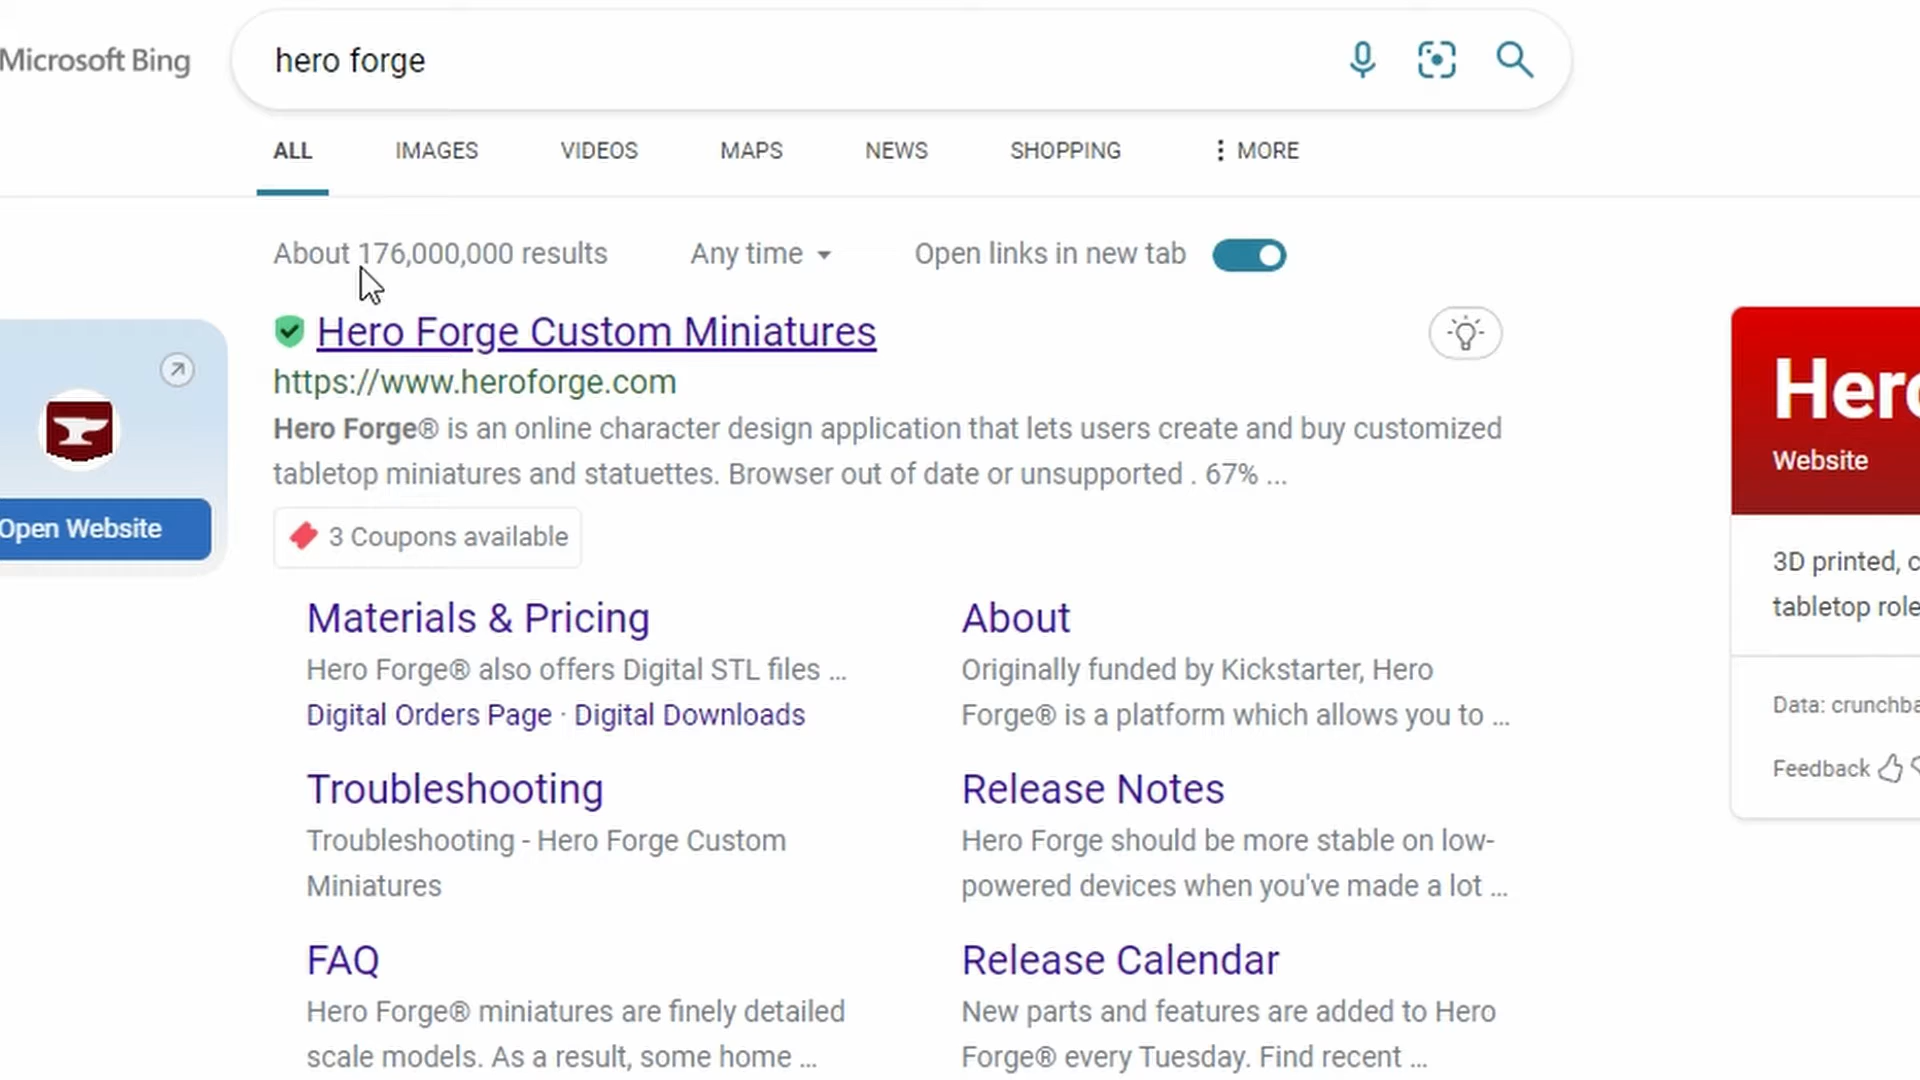 Microsoft Bing
hero forge
ALL IMAGES VIDEOS MAPS NEWS SHOPPING MORE
About 176,000,000 results Any time Open links in new tab
Hero Forge Custom Miniatures
https://www.heroforge.com
Hero Forge® is an online character design application that lets users create and buy customized
tabletop miniatures and statuettes. Browser out of date or unsupported . 67% ...
3 Coupons available
Open Website
Materials & Pricing
Hero Forge® also offers Digital STL files ...
Digital Orders Page · Digital Downloads
About
Originally funded by Kickstarter, Hero
Forge® is a platform which allows you to ...
Troubleshooting
Troubleshooting - Hero Forge Custom
Miniatures
Release Notes
Hero Forge should be more stable on low-
powered devices when you've made a lot ...
FAQ
Hero Forge® miniatures are finely detailed
scale models. As a result, some home ...
Release Calendar
New parts and features are added to Hero
Forge® every Tuesday. Find recent ...
Hero
Website
3D printed, c
tabletop role
Data: crunchba
Feedback